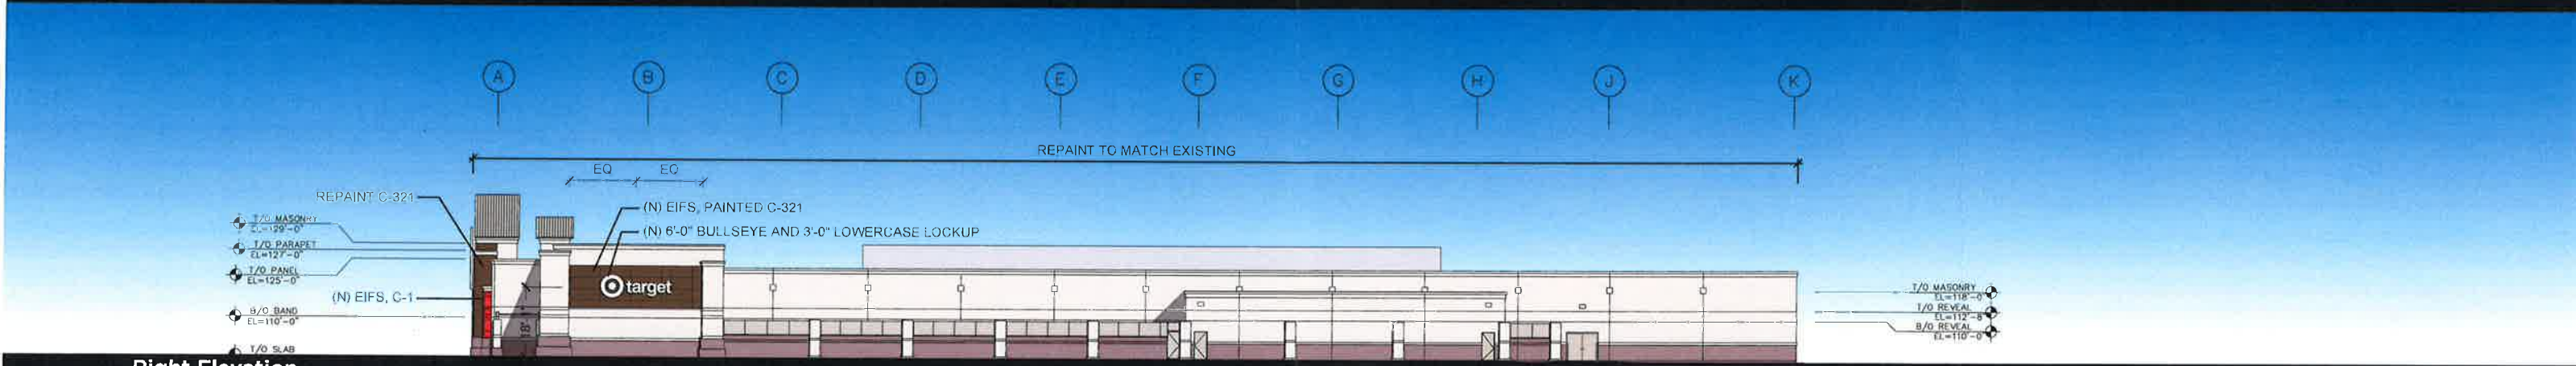 A B C D E F G H J K
REPAINT TO MATCH EXISTING
EQ EQ
REPAINT C-321
(N) EIFS, PAINTED C-321
(N) 6'-0" BULLSEYE AND 3'-0" LOWERCASE LOCKUP
T/O MASONRY
EL=129'-0"
T/O PARAPET
EL=127'-0"
T/O PANEL
EL=125'-0"
(N) EIFS, C-1
B/O BAND
EL=110'-0"
T/O SLAB
target
T/O MASONRY
EL=118'-0"
T/O REVEAL
EL=112'-8"
B/O REVEAL
EL=110'-0"
Right Elevation